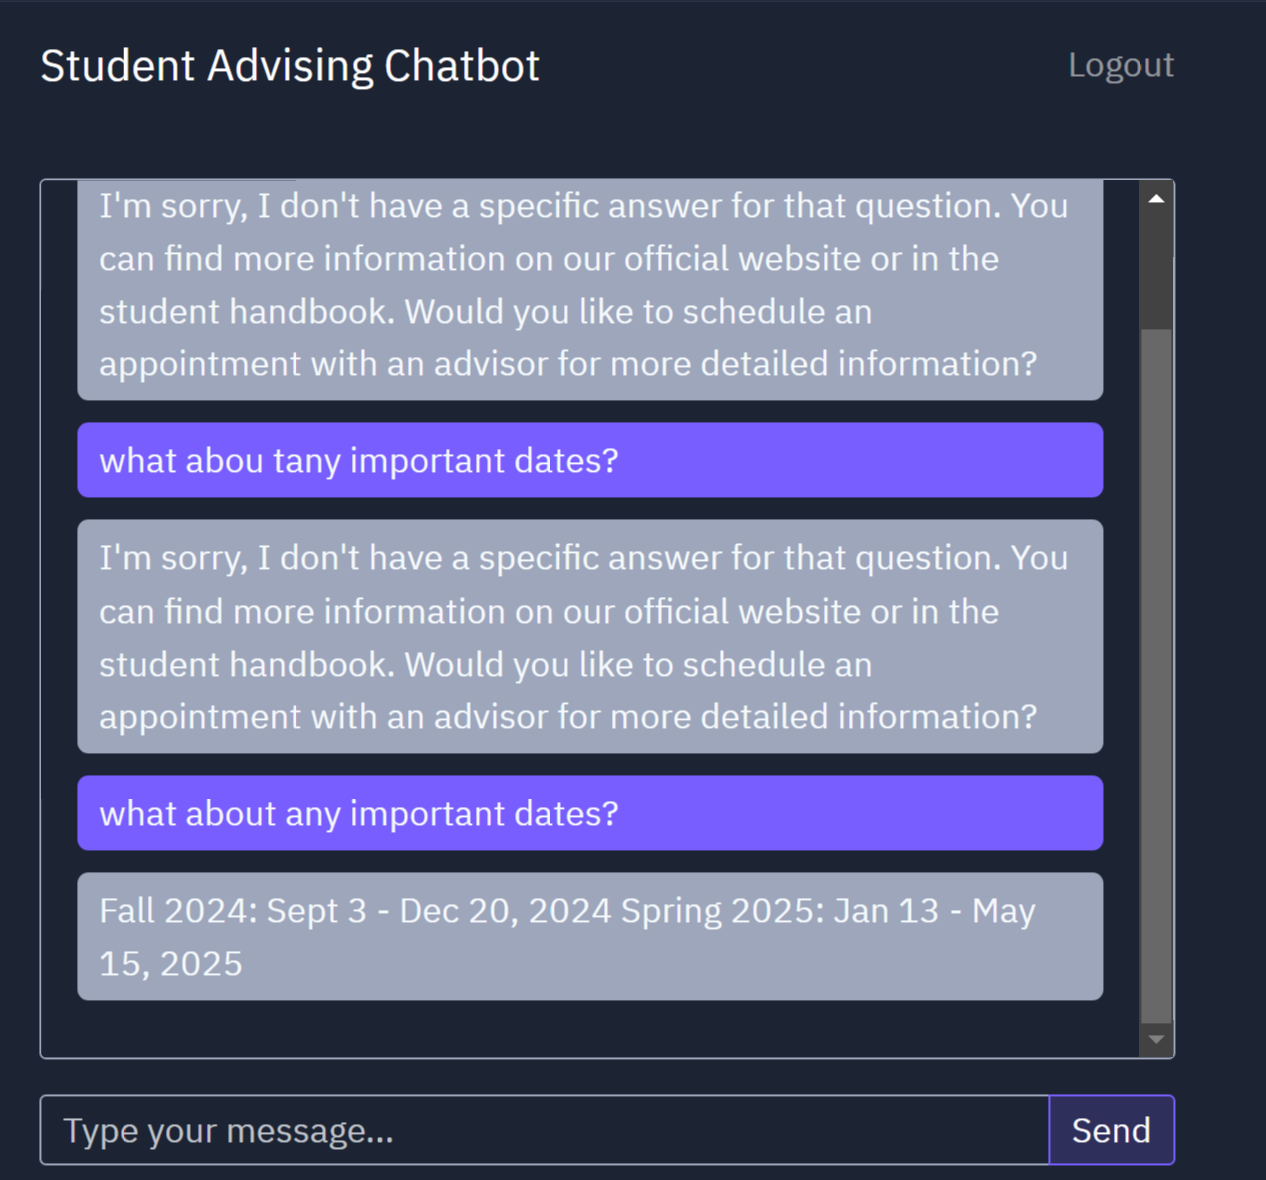 Student Advising Chatbot
Logout
I'm sorry, I don't have a specific answer for that question. You
can find more information on our official website or in the
student handbook. Would you like to schedule an
appointment with an advisor for more detailed information?
what abou tany important dates?
I'm sorry, I don't have a specific answer for that question. You
can find more information on our official website or in the
student handbook. Would you like to schedule an
appointment with an advisor for more detailed information?
what about any important dates?
Fall 2024: Sept 3 - Dec 20, 2024 Spring 2025: Jan 13 - May
15, 2025
Type your message...
Send